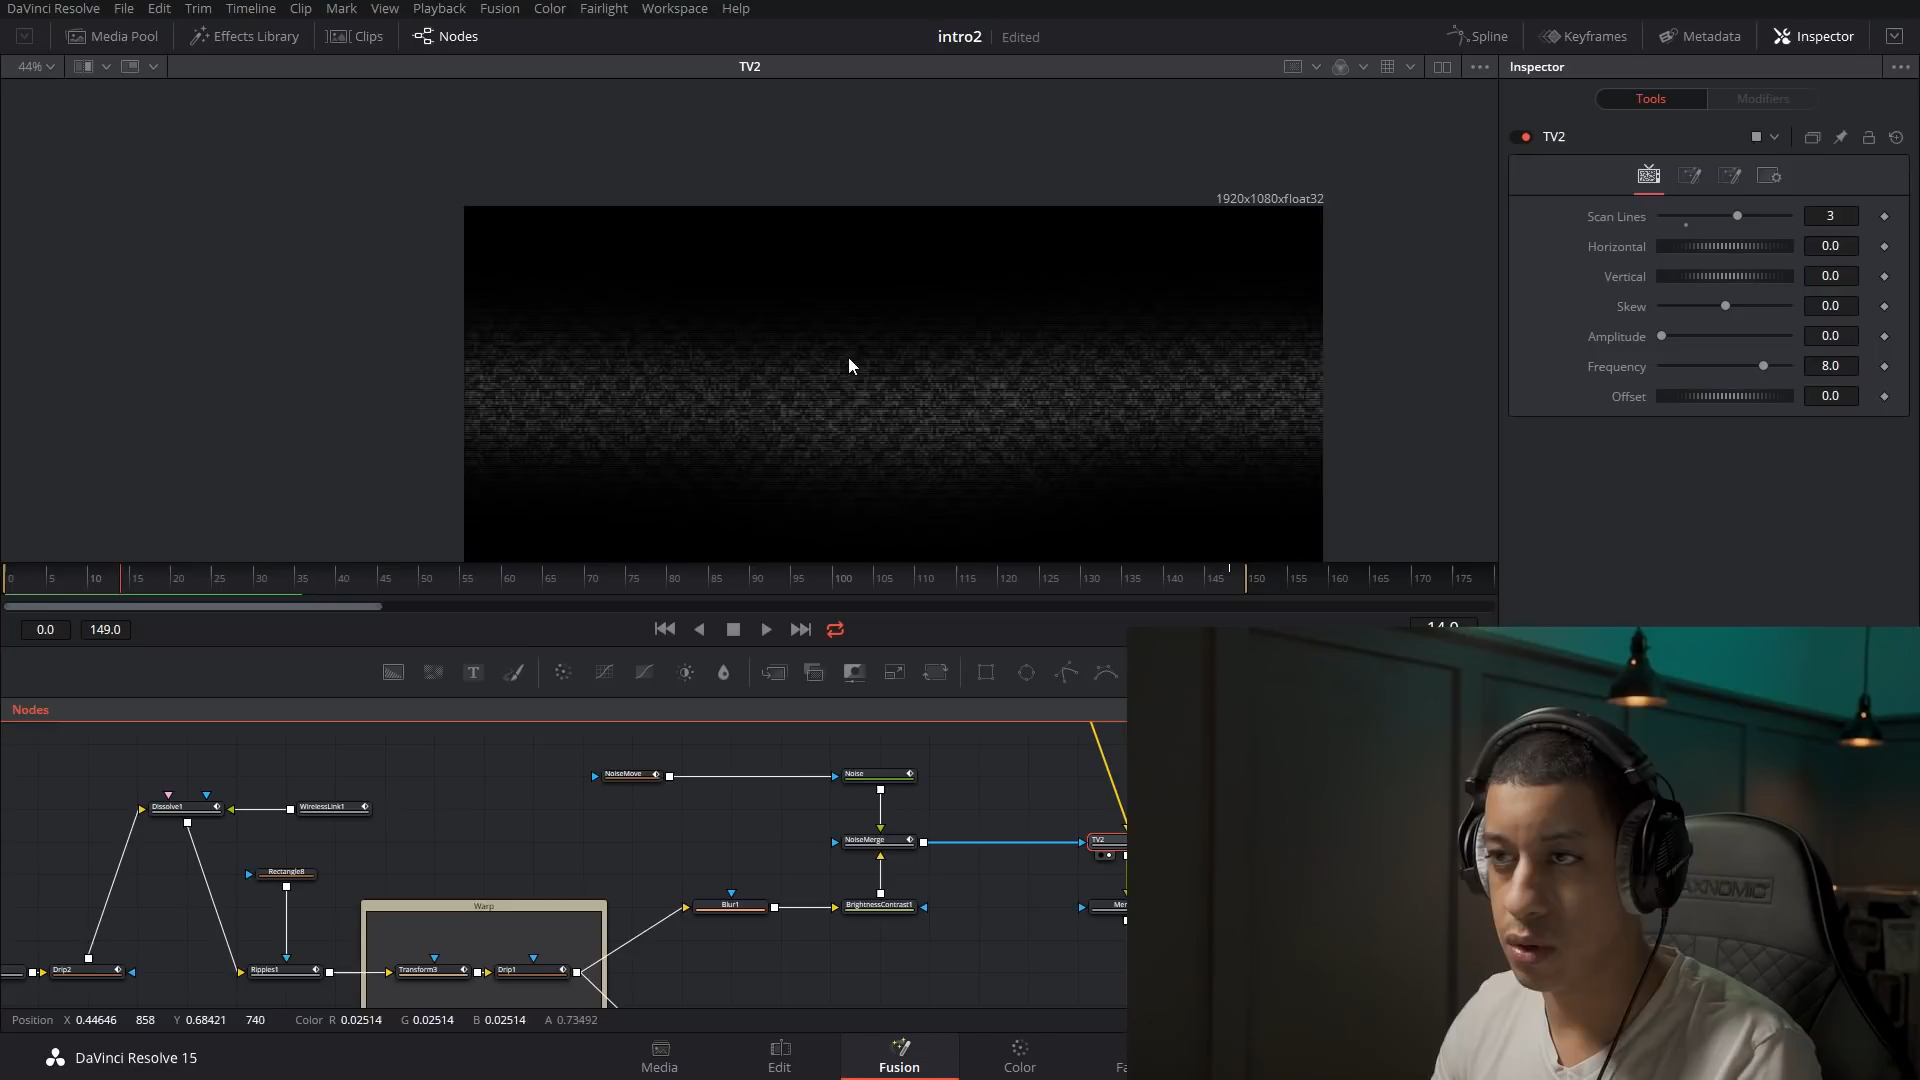 DaVinci Resolve File Edit Trim Timeline Clip Mark View Playback Fusion Color Fairlight Workspace Help
Media Pool Effects Library Clips Nodes intro2 Edited Spline Keyframes Metadata Inspector
44% TV2 Inspector
Tools Modifiers
TV2
1920x1080xfloat32
Scan Lines 3
Horizontal 0.0
Vertical 0.0
Skew 0.0
Amplitude 0.0
Frequency 8.0
Offset 0.0
0 5 10 15 20 25 30 35 40 45 50 55 60 65 70 75 80 85 90 95 100 105 110 115 120 125 130 135 140 145 150 155 160 165 170 175
0.0 149.0 14.0
Nodes
NoiseMove Noise
Dissolve1 WirelessLink1
NoiseMerge TV2
Rectangle8
Warp Blur1 BrightnessContrast1 Mer
Drip2 Ripples1 Transform3 Drip1
Position X 0.44646 858 Y 0.68421 740 Color R 0.02514 G 0.02514 B 0.02514 A 0.73492
DaVinci Resolve 15 Media Edit Fusion Color Fa